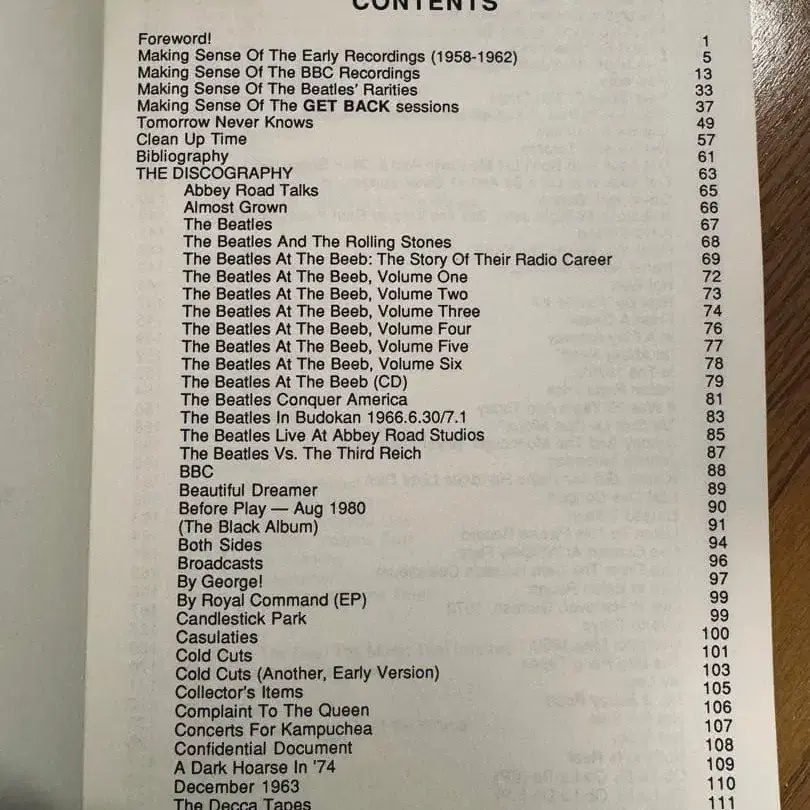 CONTENTS
Foreword! 1
Making Sense Of The Early Recordings (1958-1962) 5
Making Sense Of The BBC Recordings 13
Making Sense Of The Beatles' Rarities 33
Making Sense Of The GET BACK sessions 37
Tomorrow Never Knows 49
Clean Up Time 57
Bibliography 61
THE DISCOGRAPHY 63
Abbey Road Talks 65
Almost Grown 66
The Beatles 67
The Beatles And The Rolling Stones 68
The Beatles At The Beeb: The Story Of Their Radio Career 69
The Beatles At The Beeb, Volume One 72
The Beatles At The Beeb, Volume Two 73
The Beatles At The Beeb, Volume Three 74
The Beatles At The Beeb, Volume Four 76
The Beatles At The Beeb, Volume Five 77
The Beatles At The Beeb, Volume Six 78
The Beatles At The Beeb (CD) 79
The Beatles Conquer America 81
The Beatles In Budokan 1966.6.30/7.1 83
The Beatles Live At Abbey Road Studios 85
The Beatles Vs. The Third Reich 87
BBC 88
Beautiful Dreamer 89
Before Play — Aug 1980 90
(The Black Album) 91
Both Sides 94
Broadcasts 96
By George! 97
By Royal Command (EP) 99
Candlestick Park 99
Casulaties 100
Cold Cuts 101
Cold Cuts (Another, Early Version) 103
Collector's Items 105
Complaint To The Queen 106
Concerts For Kampuchea 107
Confidential Document 108
A Dark Hoarse In '74 109
December 1963 110
The Decca Tapes 111